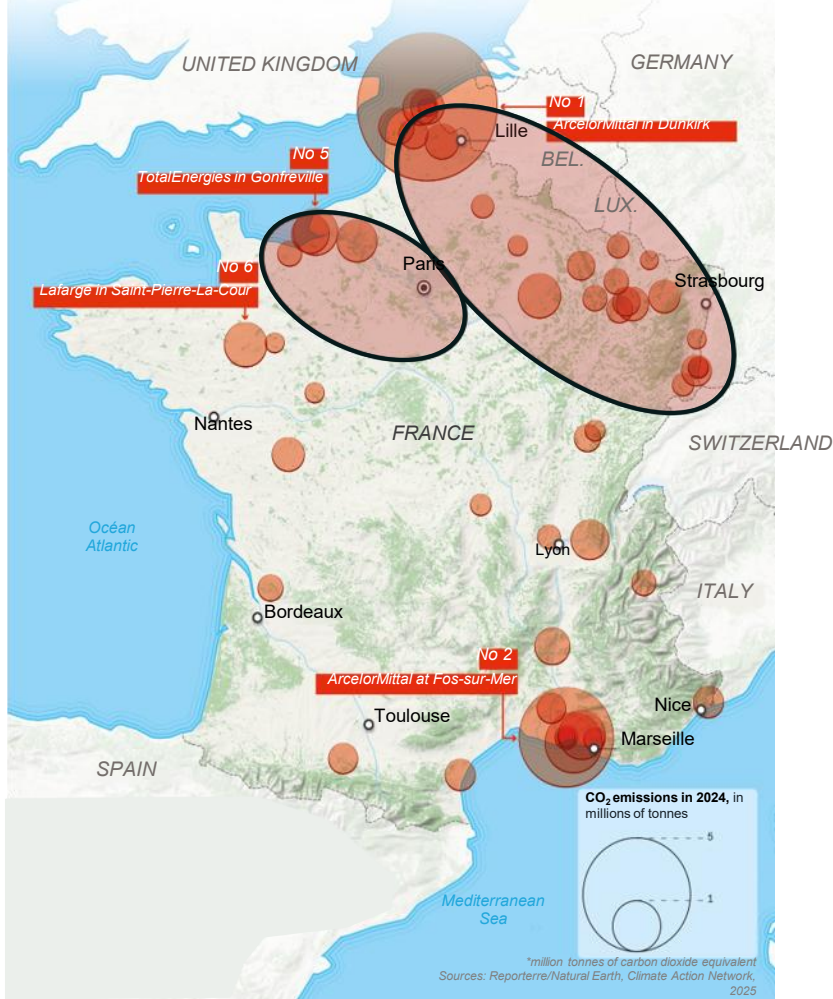 UNITED KINGDOM
GERMANY
No 1
ArcelorMittal in Dunkirk
Lille
BEL.
No 5
TotalEnergies in Gonfreville
LUX.
Paris
No 6
Strasbourg
Lafarge in Saint-Pierre-La-Cour
Nantes
FRANCE
SWITZERLAND
Océan
Atlantic
Lyon
ITALY
Bordeaux
No 2
ArcelorMittal at Fos-sur-Mer
Nice
Toulouse
Marseille
SPAIN
CO2 emissions in 2024, in
millions of tonnes
5
1
Mediterranean
Sea
*million tonnes of carbon dioxide equivalent
Sources: Reporterre/Natural Earth, Climate Action Network,
2025